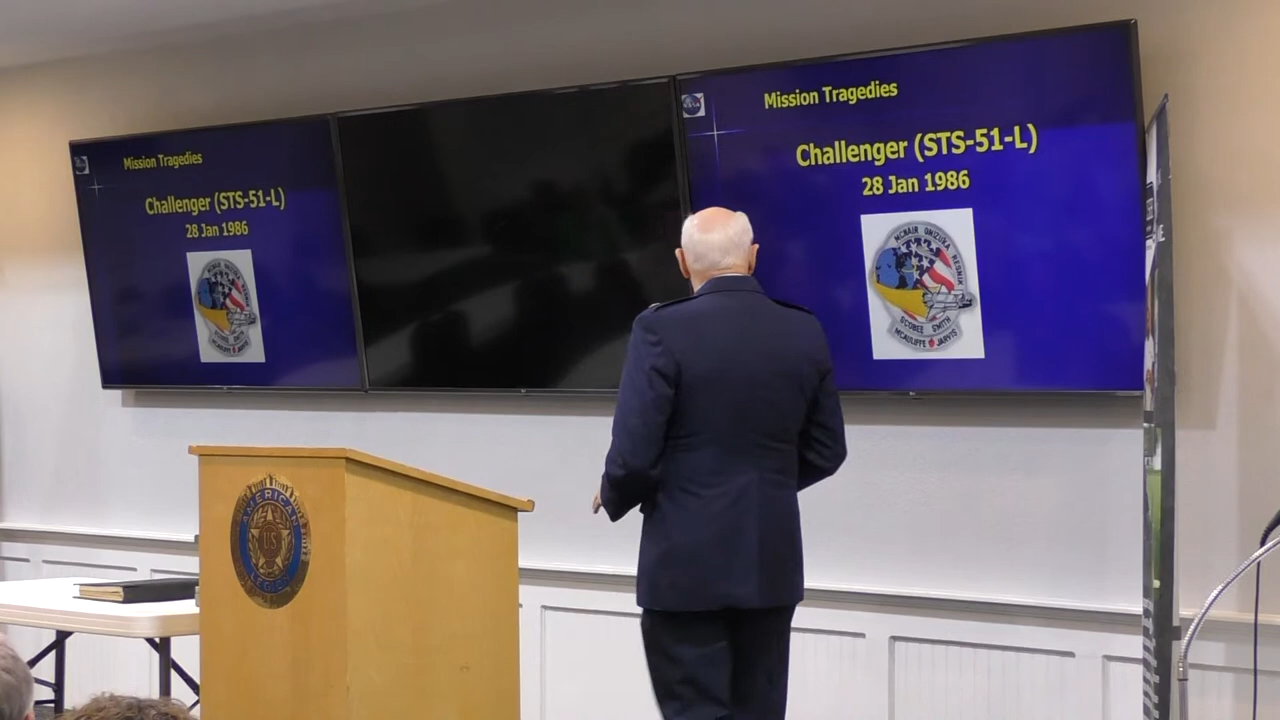 Mission Tragedies
Challenger (STS-51-L)
28 Jan 1986
NASA
Mission Tragedies
Challenger (STS-51-L)
28 Jan 1986
MCNAIR ONIZUKA RESNIK
SCOBEE SMITH
MCAULIFFE JARVIS
AMERICAN
US
LEGION